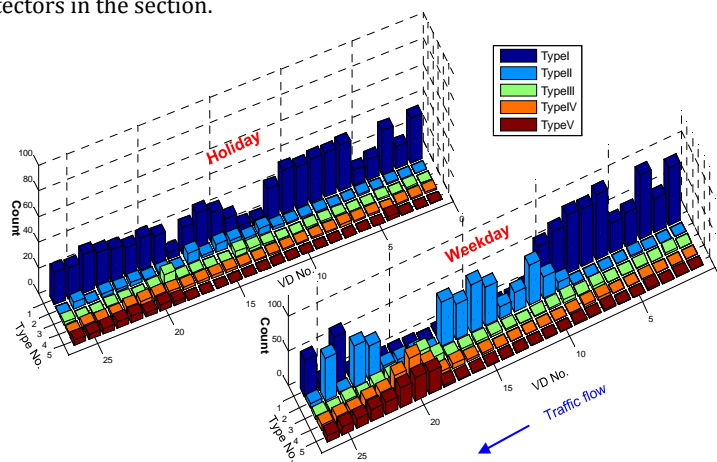 tectors in the section.
TypeI
TypeII
TypeIII
TypeIV
TypeV
Holiday
100
80
60
40
20
0
Count
1
2
3
4
5
Type No.
25
20
15
10
5
0
VD No.
Weekday
100
50
0
Count
1
2
3
4
5
Type No.
25
20
15
10
5
VD No.
Traffic flow